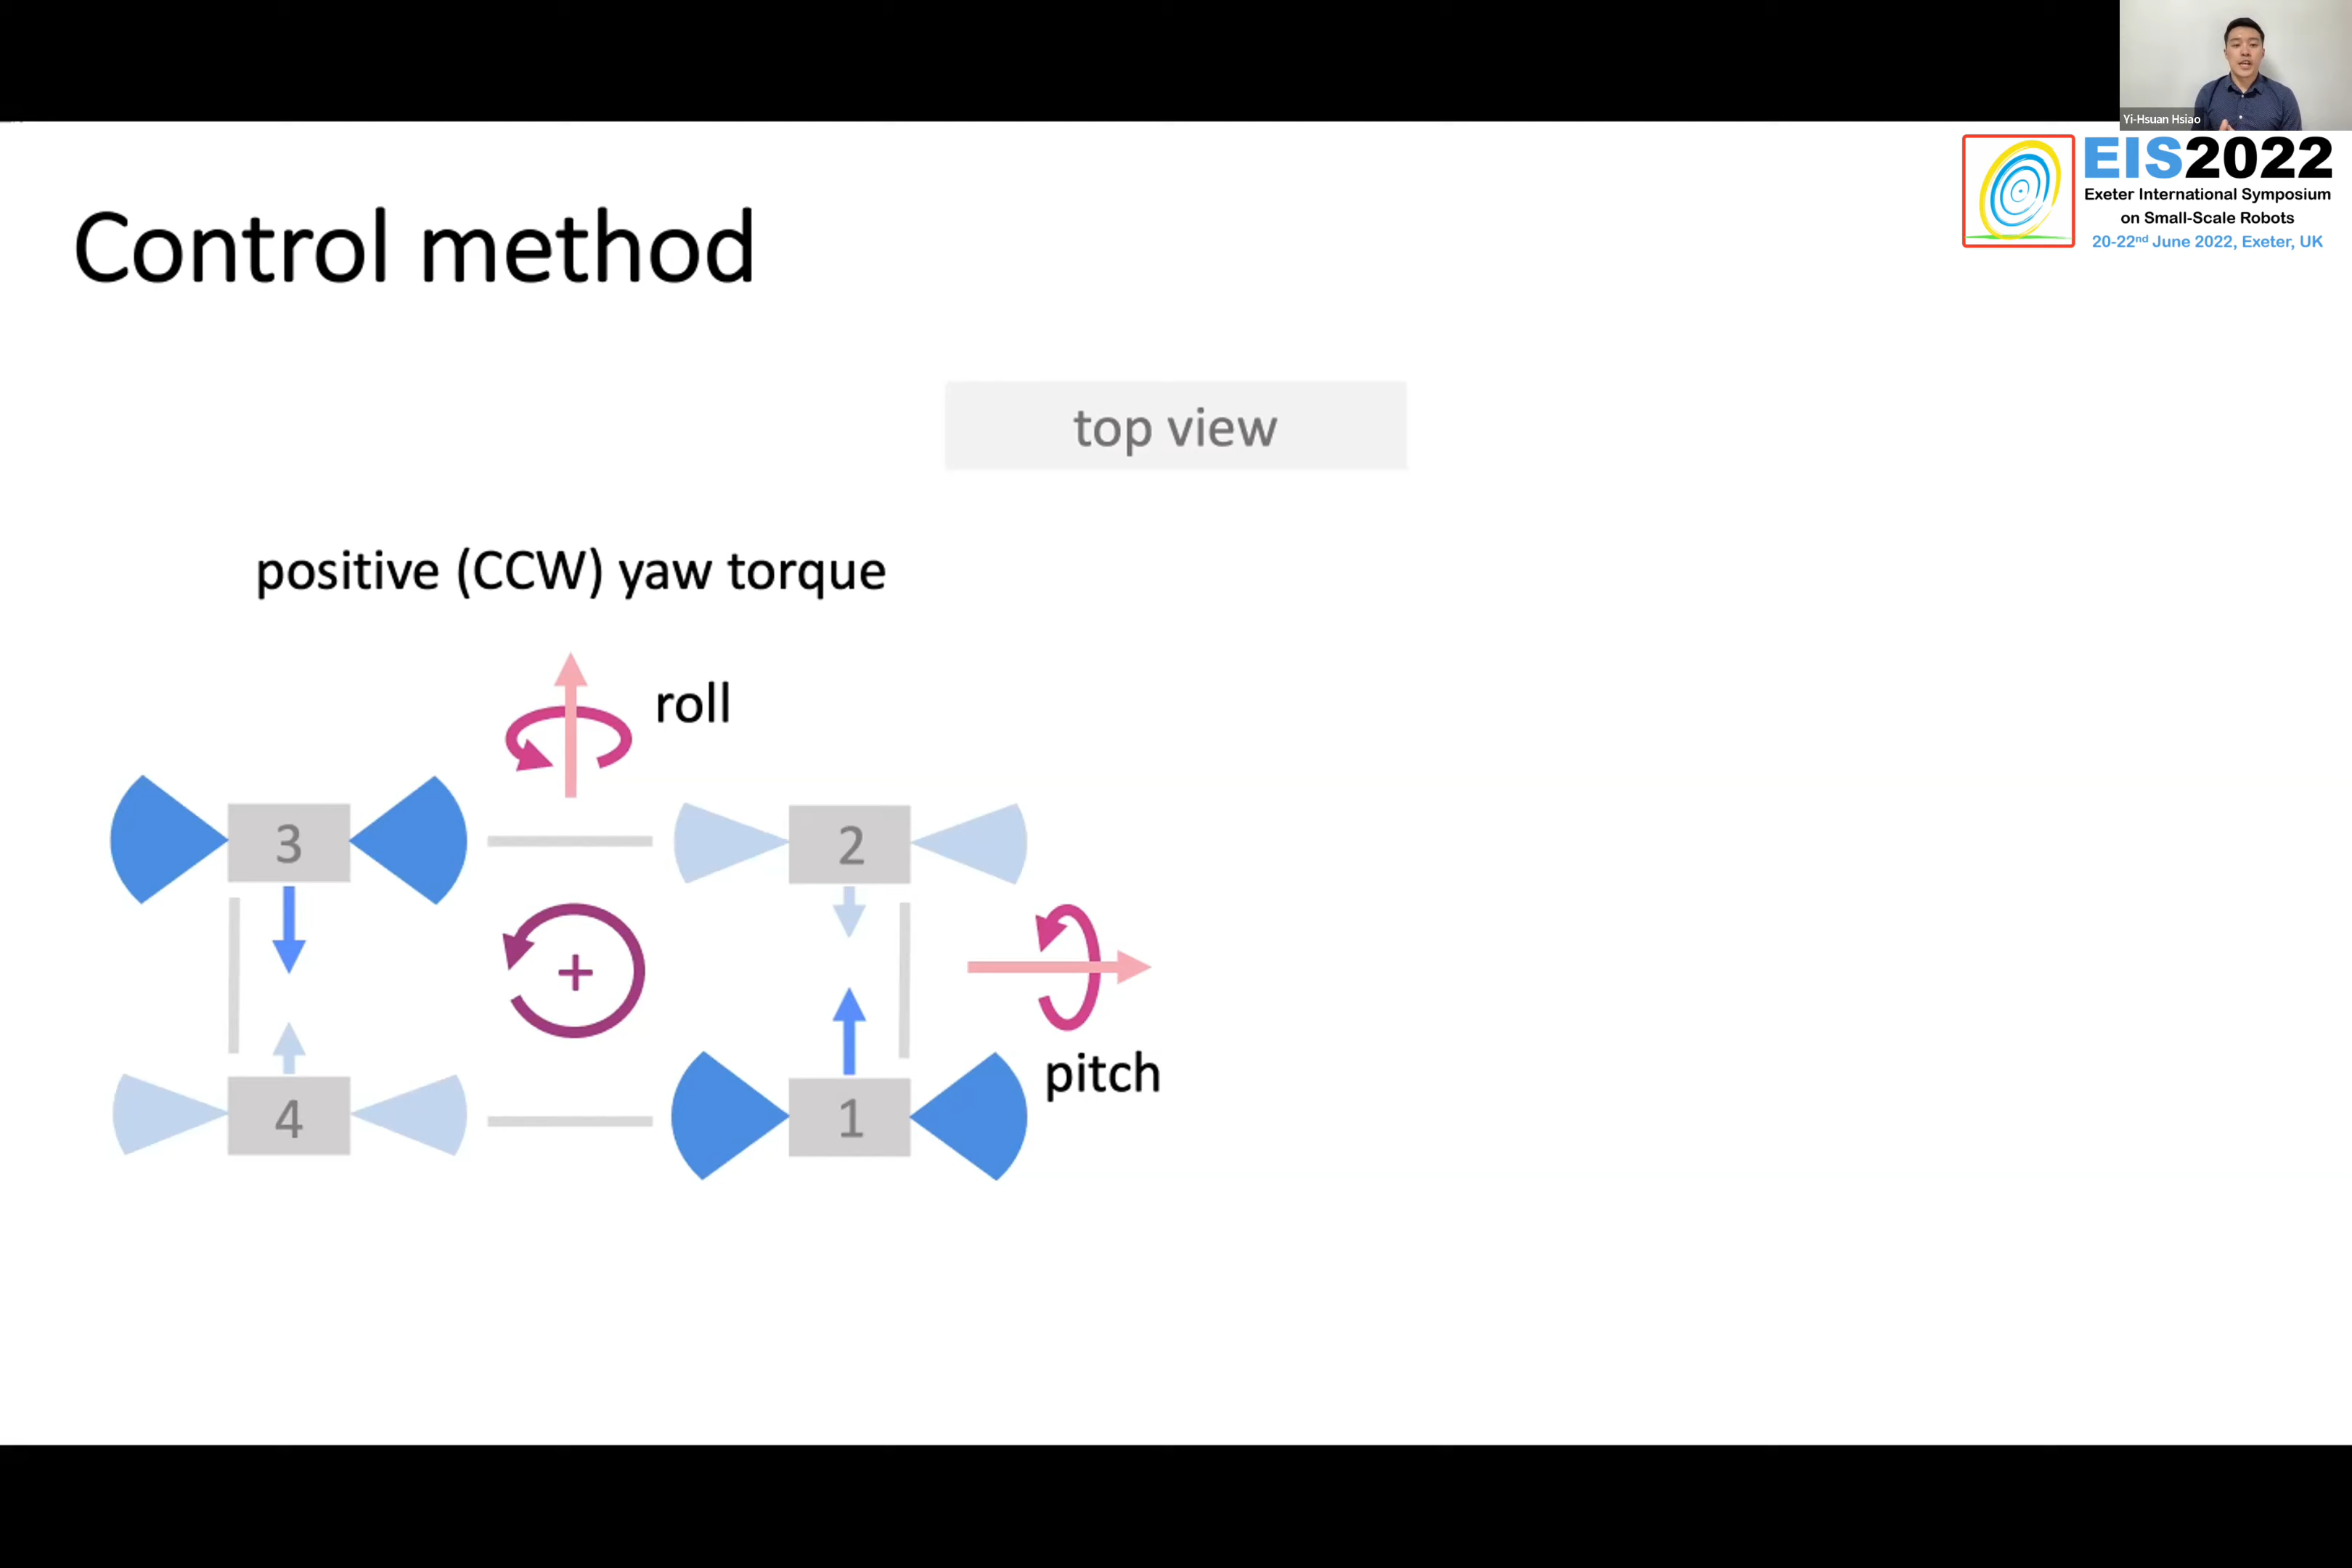 Yi-Hsuan Hsiao
EIS2022
Exeter International Symposium
on Small-Scale Robots
20-22nd June 2022, Exeter, UK
Control method
top view
positive (CCW) yaw torque
roll
3
2
+
pitch
4
1